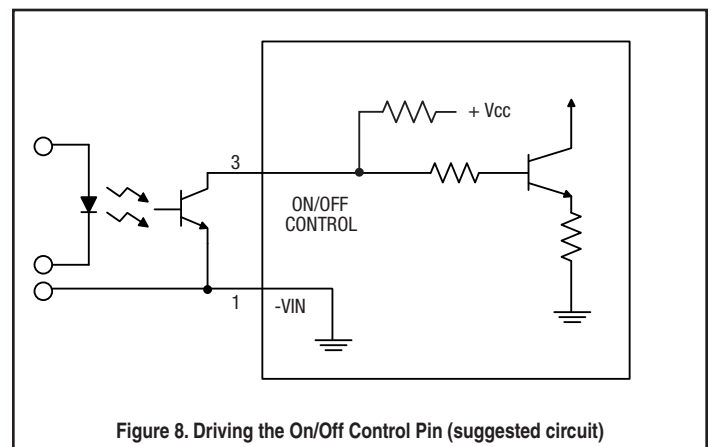 + Vcc
3
ON/OFF
CONTROL
1
-VIN
Figure 8. Driving the On/Off Control Pin (suggested circuit)